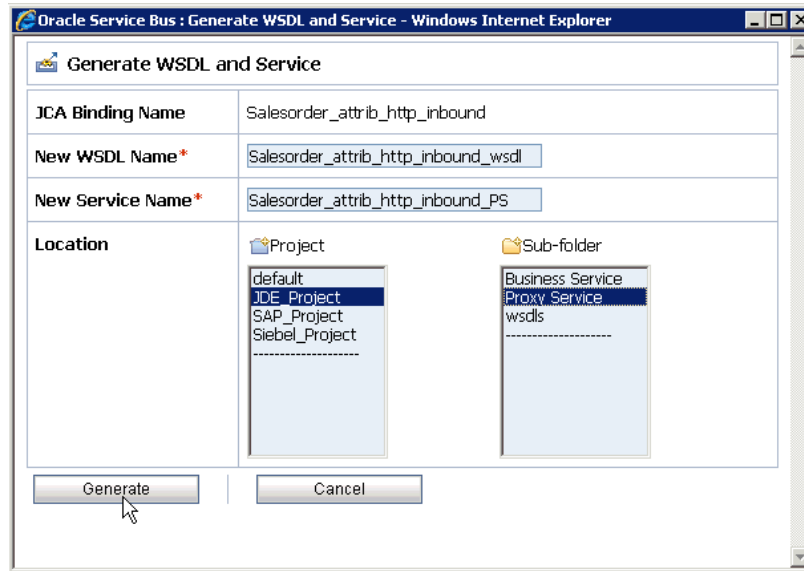 Oracle Service Bus : Generate WSDL and Service - Windows Internet Explorer
Generate WSDL and Service
JCA Binding Name Salesorder_attrib_http_inbound
New WSDL Name* Salesorder_attrib_http_inbound_wsdl
New Service Name* Salesorder_attrib_http_inbound_PS
Location Project Sub-folder
default Business Service
JDE_Project Proxy Service
SAP_Project wsdls
Siebel_Project -------------------
-------------------
Generate Cancel